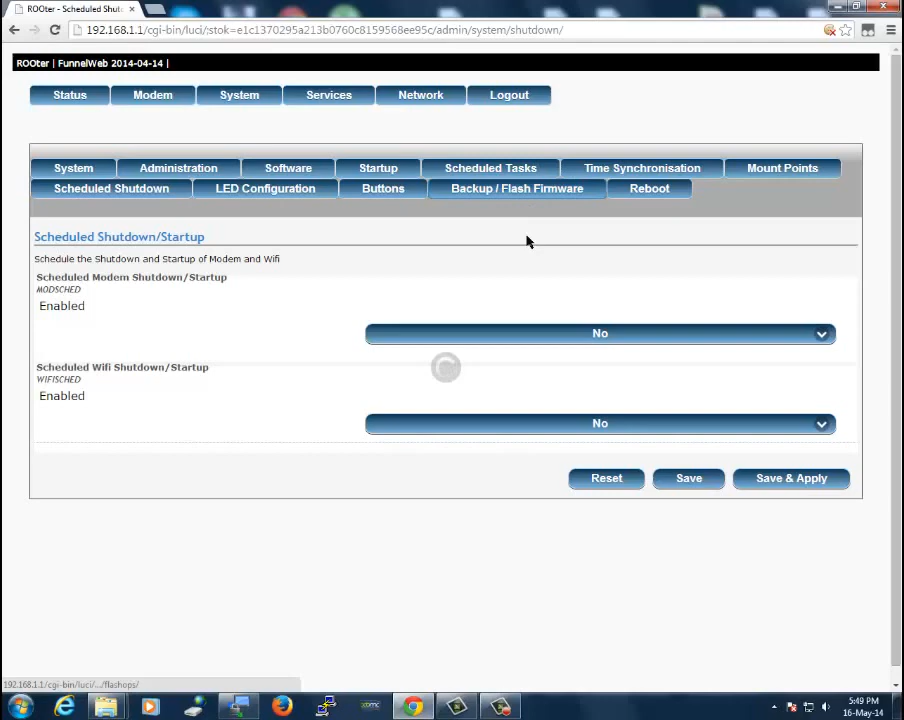 ROOter - Scheduled Shut
192.168.1.1/cgi-bin/luci/;stok=e1c1370295a213b0760c8159568ee95c/admin/system/shutdown/
ROOter | FunnelWeb 2014-04-14 |
Status Modem System Services Network Logout
System Administration Software Startup Scheduled Tasks Time Synchronisation Mount Points
Scheduled Shutdown LED Configuration Buttons Backup / Flash Firmware Reboot
Scheduled Shutdown/Startup
Schedule the Shutdown and Startup of Modem and Wifi
Scheduled Modem Shutdown/Startup
MODSCHED
Enabled
No
Scheduled Wifi Shutdown/Startup
WIFISCHED
Enabled
No
Reset Save Save & Apply
192.168.1.1/cgi-bin/luci/.../flashops/
5:49 PM
16-May-14